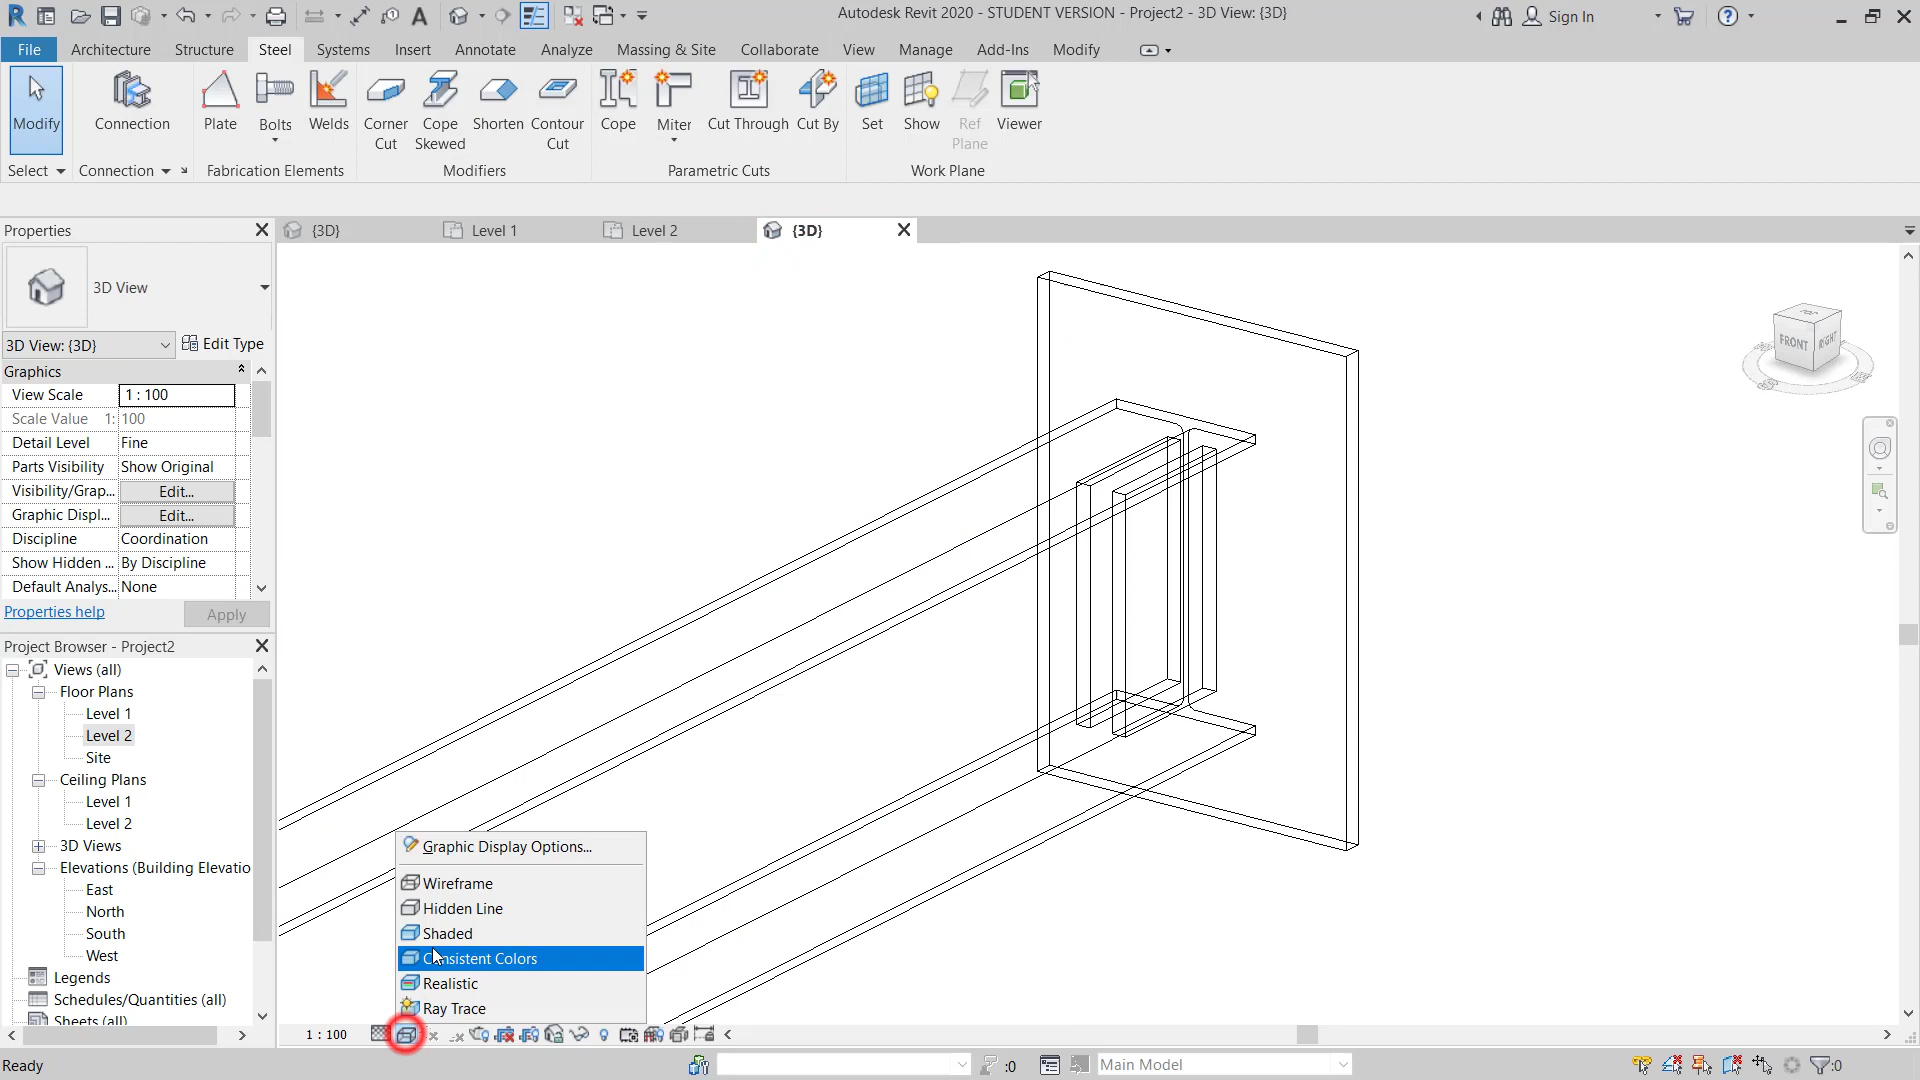 Autodesk Revit 2020 - STUDENT VERSION - Project2 - 3D View: {3D}
Sign In
File Architecture Structure Steel Systems Insert Annotate Analyze Massing & Site Collaborate View Manage Add-Ins Modify
Modify Connection Plate Bolts Welds Corner Cut Cope Skewed Shorten Contour Cut Cope Miter Cut Through Cut By Set Show Ref Plane Viewer
Select Connection Fabrication Elements Modifiers Parametric Cuts Work Plane
Properties
{3D} Level 1 Level 2 {3D}
3D View
3D View: {3D} Edit Type
Graphics
View Scale 1 : 100
Scale Value 1: 100
Detail Level Fine
Parts Visibility Show Original
Visibility/Grap... Edit...
Graphic Displ... Edit...
Discipline Coordination
Show Hidden ... By Discipline
Default Analys... None
Properties help Apply
TOP
FRONT RIGHT
Project Browser - Project2
Views (all)
Floor Plans
Level 1
Level 2
Site
Ceiling Plans
Level 1
Level 2
3D Views
Elevations (Building Elevatio
East
North
South
West
Legends
Schedules/Quantities (all)
Sheets (all)
Graphic Display Options...
Wireframe
Hidden Line
Shaded
Consistent Colors
Realistic
Ray Trace
1 : 100
Ready
:0
Main Model
:0